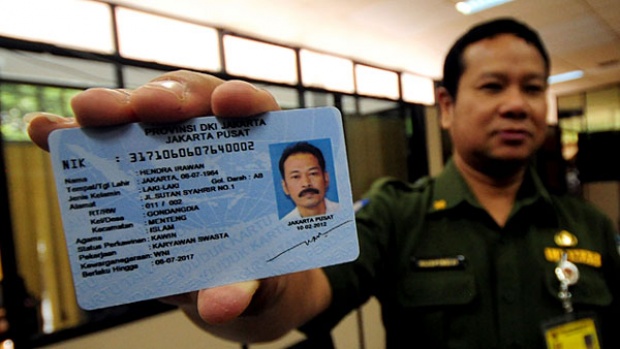 PROVINSI DKI JAKARTA
JAKARTA PUSAT
NIK : 3171060607640002
Nama : HENDRA IRAWAN
Tempat/Tgl Lahir : JAKARTA, 06-07-1964
Jenis Kelamin : LAKI-LAKI Gol. Darah : AB
Alamat : JL.SUTAN SYAHRIR NO.1
RT/RW : 011 / 002
Kel/Desa : GONDANGDIA
Kecamatan : MENTENG
Agama : ISLAM
Status Perkawinan : KAWIN
Pekerjaan : KARYAWAN SWASTA
Kewarganegaraan : WNI
Berlaku Hingga : 06-07-2017
JAKARTA PUSAT
10-02-2012